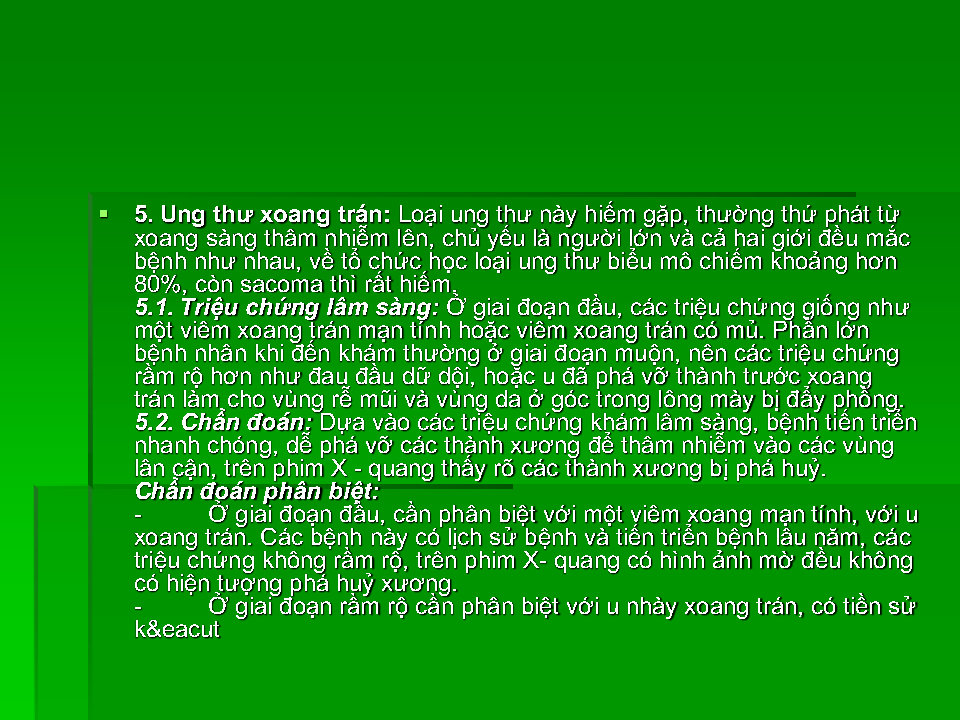 5. Ung thư xoang trán: Loại ung thư này hiếm gặp, thường thứ phát từ
xoang sàng thâm nhiễm lên, chủ yếu là người lớn và cả hai giới đều mắc
bệnh như nhau, về tổ chức học loại ung thư biểu mô chiếm khoảng hơn
80%, còn sacoma thì rất hiếm.
5.1. Triệu chứng lâm sàng: Ở giai đoạn đầu, các triệu chứng giống như
một viêm xoang trán mạn tính hoặc viêm xoang trán có mủ. Phần lớn
bệnh nhân khi đến khám thường ở giai đoạn muộn, nên các triệu chứng
rầm rộ hơn như đau đầu dữ dội, hoặc u đã phá vỡ thành trước xoang
trán làm cho vùng rễ mũi và vùng da ở góc trong lông mày bị đẩy phồng.
5.2. Chẩn đoán: Dựa vào các triệu chứng khám lâm sàng, bệnh tiến triển
nhanh chóng, dễ phá vỡ các thành xương để thâm nhiễm vào các vùng
lân cận, trên phim X - quang thấy rõ các thành xương bị phá huỷ.
Chẩn đoán phân biệt:
- Ở giai đoạn đầu, cần phân biệt với một viêm xoang mạn tính, với u
xoang trán. Các bệnh này có lịch sử bệnh và tiến triển bệnh lâu năm, các
triệu chứng không rầm rộ, trên phim X- quang có hình ảnh mờ đều không
có hiện tượng phá huỷ xương.
- Ở giai đoạn rầm rộ cần phân biệt với u nhày xoang trán, có tiền sử
k&eacut